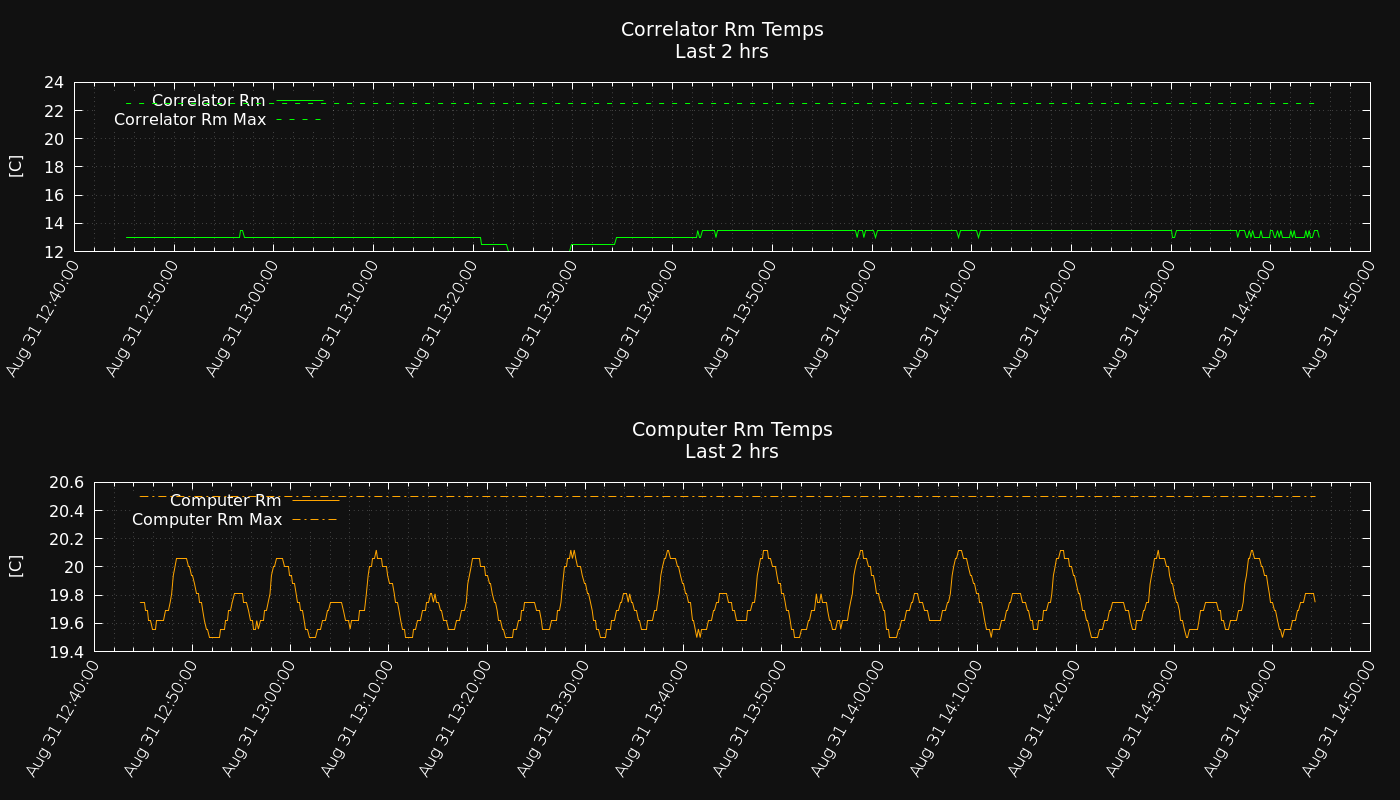 Correlator Rm Temps
Last 2 hrs
24
22
20
18
16
14
12
[C]
Correlator Rm
Correlator Rm Max
Aug 31 12:40:00
Aug 31 12:50:00
Aug 31 13:00:00
Aug 31 13:10:00
Aug 31 13:20:00
Aug 31 13:30:00
Aug 31 13:40:00
Aug 31 13:50:00
Aug 31 14:00:00
Aug 31 14:10:00
Aug 31 14:20:00
Aug 31 14:30:00
Aug 31 14:40:00
Aug 31 14:50:00
Computer Rm Temps
Last 2 hrs
20.6
20.4
20.2
20
19.8
19.6
19.4
[C]
Computer Rm
Computer Rm Max
Aug 31 12:40:00
Aug 31 12:50:00
Aug 31 13:00:00
Aug 31 13:10:00
Aug 31 13:20:00
Aug 31 13:30:00
Aug 31 13:40:00
Aug 31 13:50:00
Aug 31 14:00:00
Aug 31 14:10:00
Aug 31 14:20:00
Aug 31 14:30:00
Aug 31 14:40:00
Aug 31 14:50:00